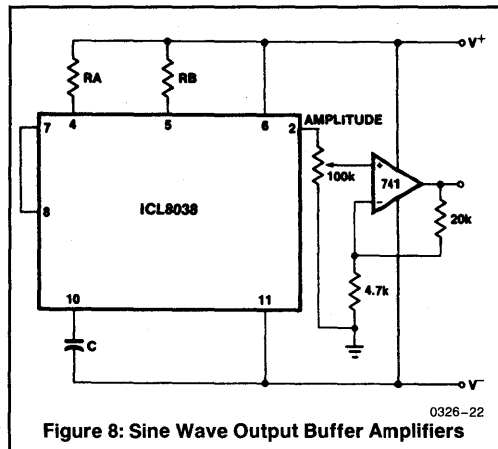 V+
RA
RB
4
5
6
2
AMPLITUDE
7
8
ICL8038
100k
+
741
−
20k
4.7k
10
11
C
V−
0326-22
Figure 8: Sine Wave Output Buffer Amplifiers